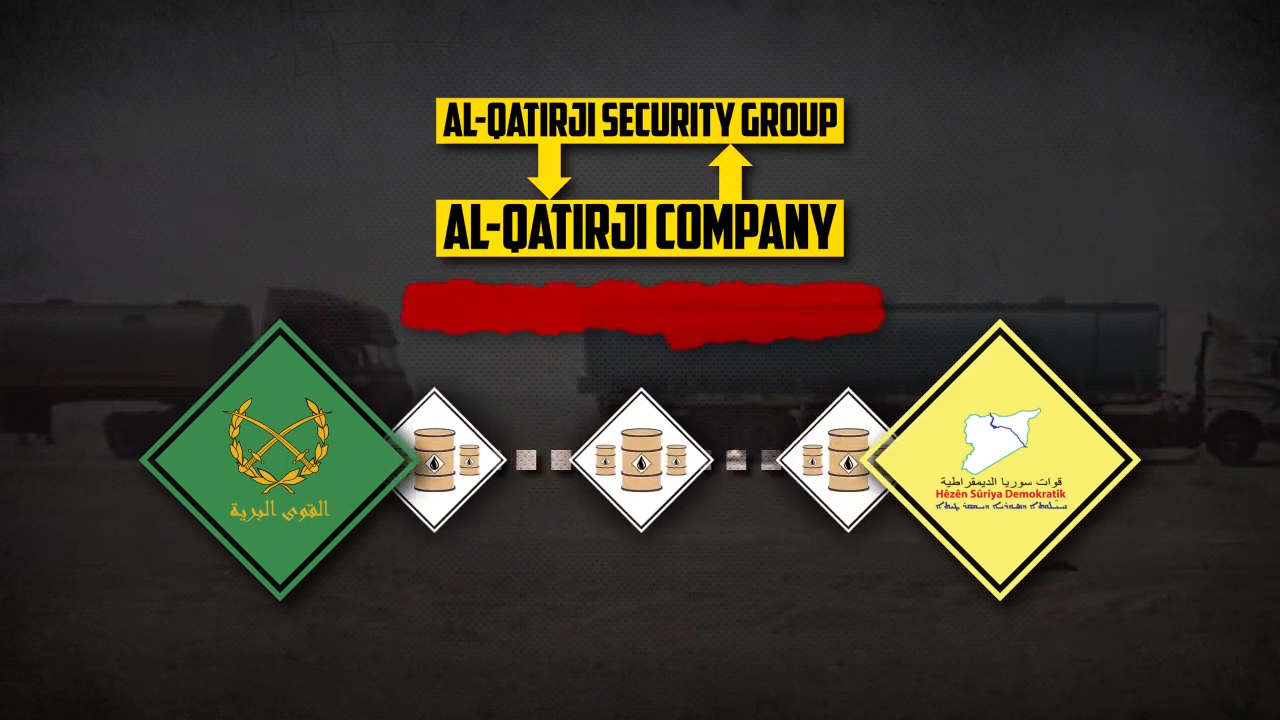 AL-QATIRJI SECURITY GROUP
AL-QATIRJI COMPANY
القوى البرية
قوات سوريا الديمقراطية
Hêzên Sûriya Demokratîk